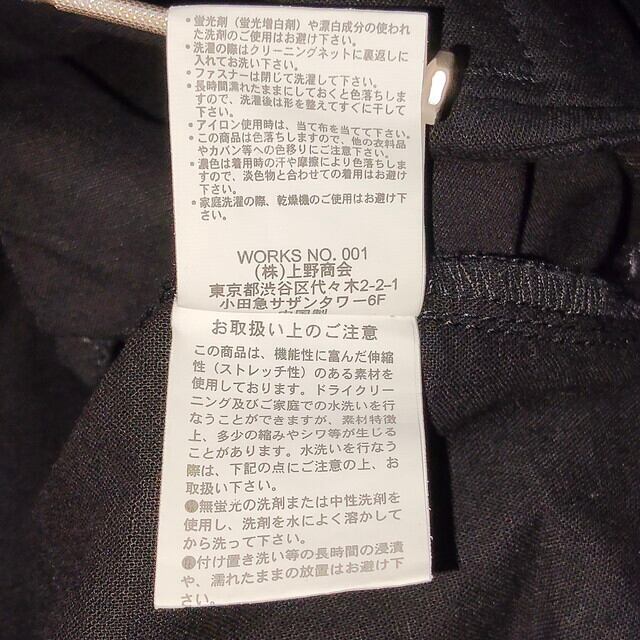 ・蛍光剤（蛍光増白剤）や漂白成分の使われ
た洗剤のご使用はお避け下さい。
・洗濯の際はクリーニングネットに裏返しに
入れてお洗い下さい。
・ファスナーは閉じて洗濯して下さい。
・長時間濡れたままにしておくと色落ちしま
すので、洗濯後は形を整えてすぐに干して
下さい。
・アイロン使用時は、当て布を当てて下さい。
・この商品は色落ちしますので、他の衣料品
やカバン等への色移りにご注意下さい。
・濃色は着用時の汗や摩擦により色落ちしま
すので、淡色物と合わせての着用はお避け
下さい。
・家庭洗濯の際、乾燥機のご使用はお避け下
さい。
WORKS NO. 001
(株)上野商会
東京都渋谷区代々木2-2-1
小田急サザンタワー6F
中国製
お取扱い上のご注意
この商品は、機能性に富んだ伸縮
性（ストレッチ性）のある素材を
使用しております。ドライクリー
ニング及びご家庭での水洗いを行
なうことができますが、素材特徴
上、多少の縮みやシワ等が生じる
ことがあります。水洗いを行なう
際は、下記の点にご注意の上、お
取扱い下さい。
無蛍光の洗剤または中性洗剤を
使用し、洗剤を水によく溶かして
から洗って下さい。
付け置き洗い等の長時間の浸漬
や、濡れたままの放置はお避け下
さい。